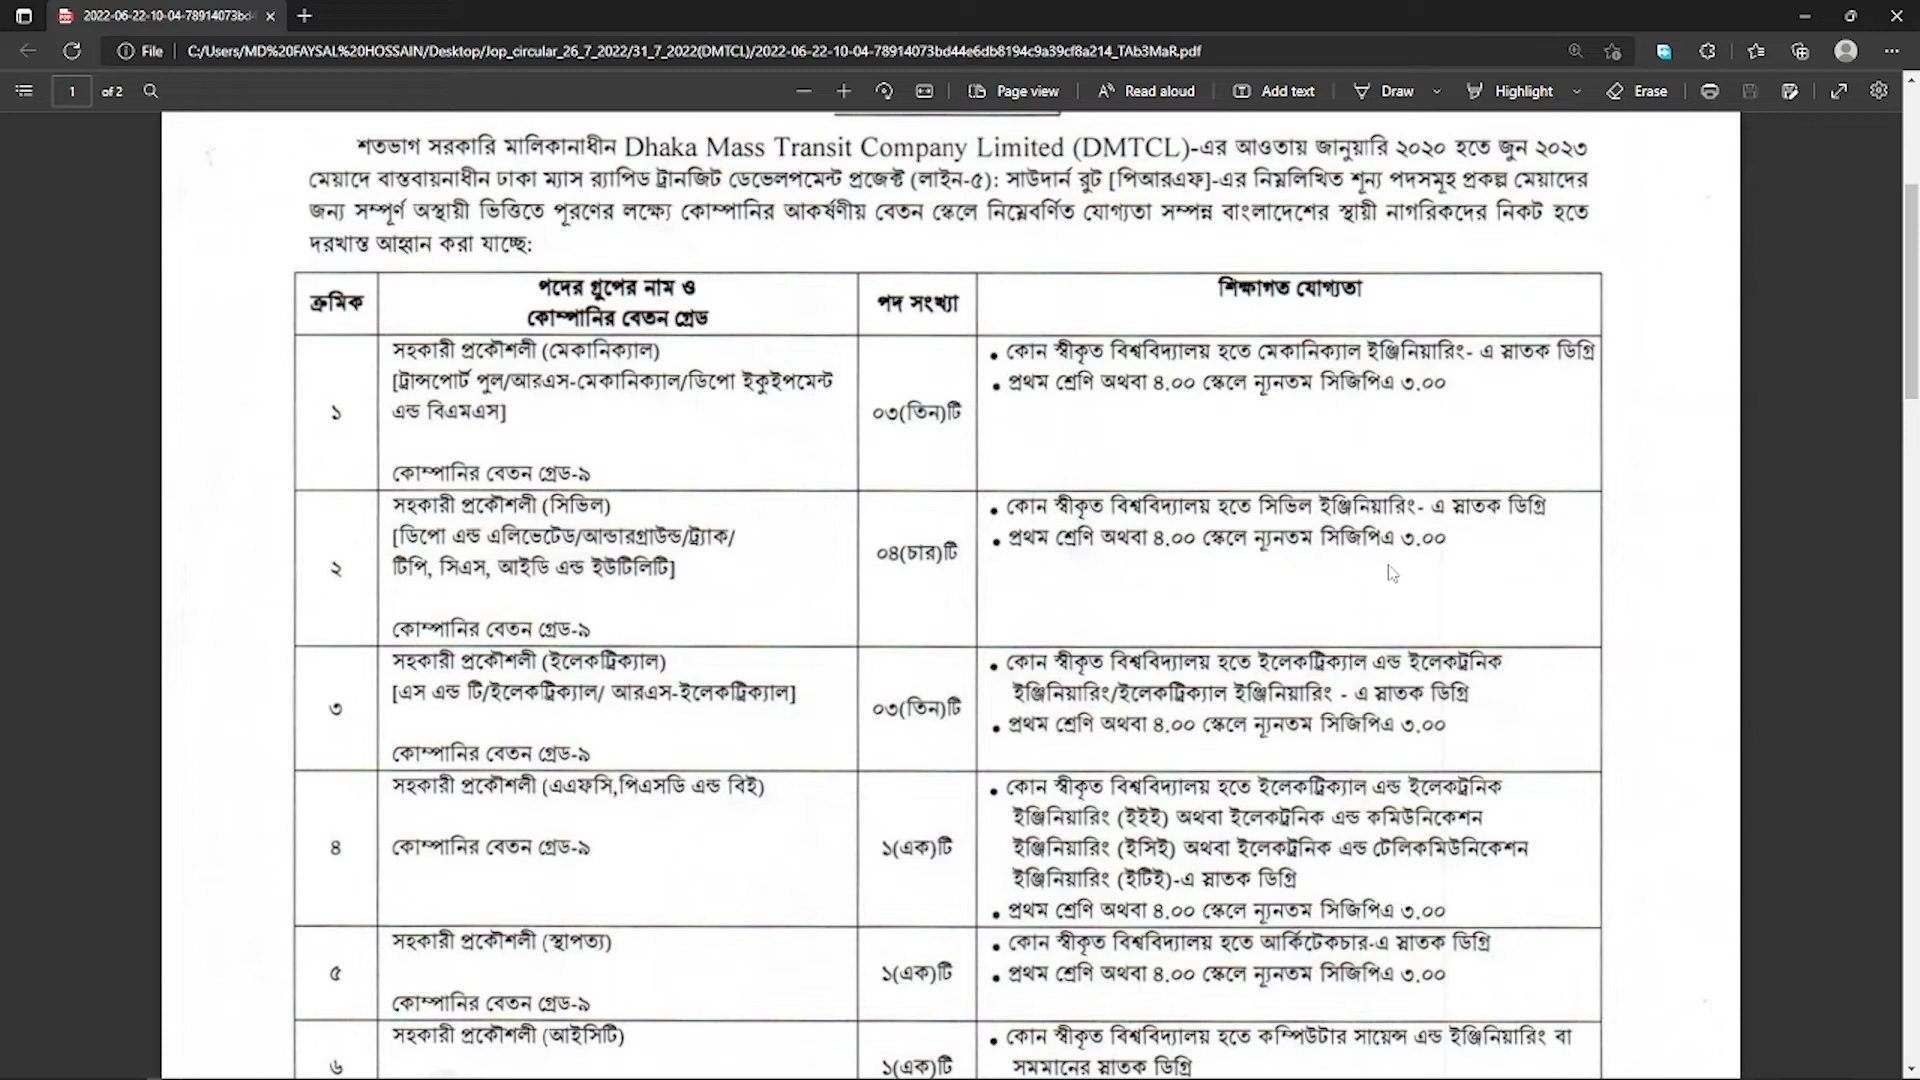 2022-06-22-10-04-78914073bd4
File
C:/Users/MD%20FAYSAL%20HOSSAIN/Desktop/Jop_circular_26_7_2022/31_7_2022(DMTCL)/2022-06-22-10-04-78914073bd44e6db8194c9a39cf8a214_TAb3MaR.pdf
1 of 2 Page view Read aloud Add text Draw Highlight Erase
শতভাগ সরকারি মালিকানাধীন Dhaka Mass Transit Company Limited (DMTCL)-এর আওতায় জানুয়ারি ২০২০ হতে জুন ২০২৩
মেয়াদে বাস্তবায়নাধীন ঢাকা ম্যাস র‍্যাপিড ট্রানজিট ডেভেলপমেন্ট প্রজেক্ট (লাইন-৫): সাউদার্ন রুট [পিআরএফ]-এর নিম্নলিখিত শূন্য পদসমূহ প্রকল্প মেয়াদের
জন্য সম্পূর্ণ অস্থায়ী ভিত্তিতে পূরণের লক্ষ্যে কোম্পানির আকর্ষণীয় বেতন স্কেলে নিম্নেবর্ণিত যোগ্যতা সম্পন্ন বাংলাদেশের স্থায়ী নাগরিকদের নিকট হতে
দরখাস্ত আহ্বান করা যাচ্ছে:
ক্রমিক
পদের গ্রুপের নাম ও
কোম্পানির বেতন গ্রেড
পদ সংখ্যা
শিক্ষাগত যোগ্যতা
১
সহকারী প্রকৌশলী (মেকানিক্যাল)
[ট্রান্সপোর্ট পুল/আরএস-মেকানিক্যাল/ডিপো ইকুইপমেন্ট
এন্ড বিএমএস]
কোম্পানির বেতন গ্রেড-৯
০৩(তিন)টি
• কোন স্বীকৃত বিশ্ববিদ্যালয় হতে মেকানিক্যাল ইঞ্জিনিয়ারিং- এ স্নাতক ডিগ্রি
• প্রথম শ্রেণি অথবা ৪.০০ স্কেলে ন্যূনতম সিজিপিএ ৩.০০
২
সহকারী প্রকৌশলী (সিভিল)
[ডিপো এন্ড এলিভেটেড/আন্ডারগ্রাউন্ড/ট্র্যাক/
টিপি, সিএস, আইডি এন্ড ইউটিলিটি]
কোম্পানির বেতন গ্রেড-৯
০৪(চার)টি
• কোন স্বীকৃত বিশ্ববিদ্যালয় হতে সিভিল ইঞ্জিনিয়ারিং- এ স্নাতক ডিগ্রি
• প্রথম শ্রেণি অথবা ৪.০০ স্কেলে ন্যূনতম সিজিপিএ ৩.০০
৩
সহকারী প্রকৌশলী (ইলেকট্রিক্যাল)
[এস এন্ড টি/ইলেকট্রিক্যাল/ আরএস-ইলেকট্রিক্যাল]
কোম্পানির বেতন গ্রেড-৯
০৩(তিন)টি
• কোন স্বীকৃত বিশ্ববিদ্যালয় হতে ইলেকট্রিক্যাল এন্ড ইলেকট্রনিক
ইঞ্জিনিয়ারিং/ইলেকট্রিক্যাল ইঞ্জিনিয়ারিং - এ স্নাতক ডিগ্রি
• প্রথম শ্রেণি অথবা ৪.০০ স্কেলে ন্যূনতম সিজিপিএ ৩.০০
৪
সহকারী প্রকৌশলী (এএফসি,পিএসডি এন্ড বিই)
কোম্পানির বেতন গ্রেড-৯
১(এক)টি
• কোন স্বীকৃত বিশ্ববিদ্যালয় হতে ইলেকট্রিক্যাল এন্ড ইলেকট্রনিক
ইঞ্জিনিয়ারিং (ইইই) অথবা ইলেকট্রনিক এন্ড কমিউনিকেশন
ইঞ্জিনিয়ারিং (ইসিই) অথবা ইলেকট্রনিক এন্ড টেলিকমিউনিকেশন
ইঞ্জিনিয়ারিং (ইটিই)-এ স্নাতক ডিগ্রি
• প্রথম শ্রেণি অথবা ৪.০০ স্কেলে ন্যূনতম সিজিপিএ ৩.০০
৫
সহকারী প্রকৌশলী (স্থাপত্য)
কোম্পানির বেতন গ্রেড-৯
১(এক)টি
• কোন স্বীকৃত বিশ্ববিদ্যালয় হতে আর্কিটেকচার-এ স্নাতক ডিগ্রি
• প্রথম শ্রেণি অথবা ৪.০০ স্কেলে ন্যূনতম সিজিপিএ ৩.০০
৬
সহকারী প্রকৌশলী (আইসিটি)
১(এক)টি
• কোন স্বীকৃত বিশ্ববিদ্যালয় হতে কম্পিউটার সায়েন্স এন্ড ইঞ্জিনিয়ারিং বা
সমমানের স্নাতক ডিগ্রি